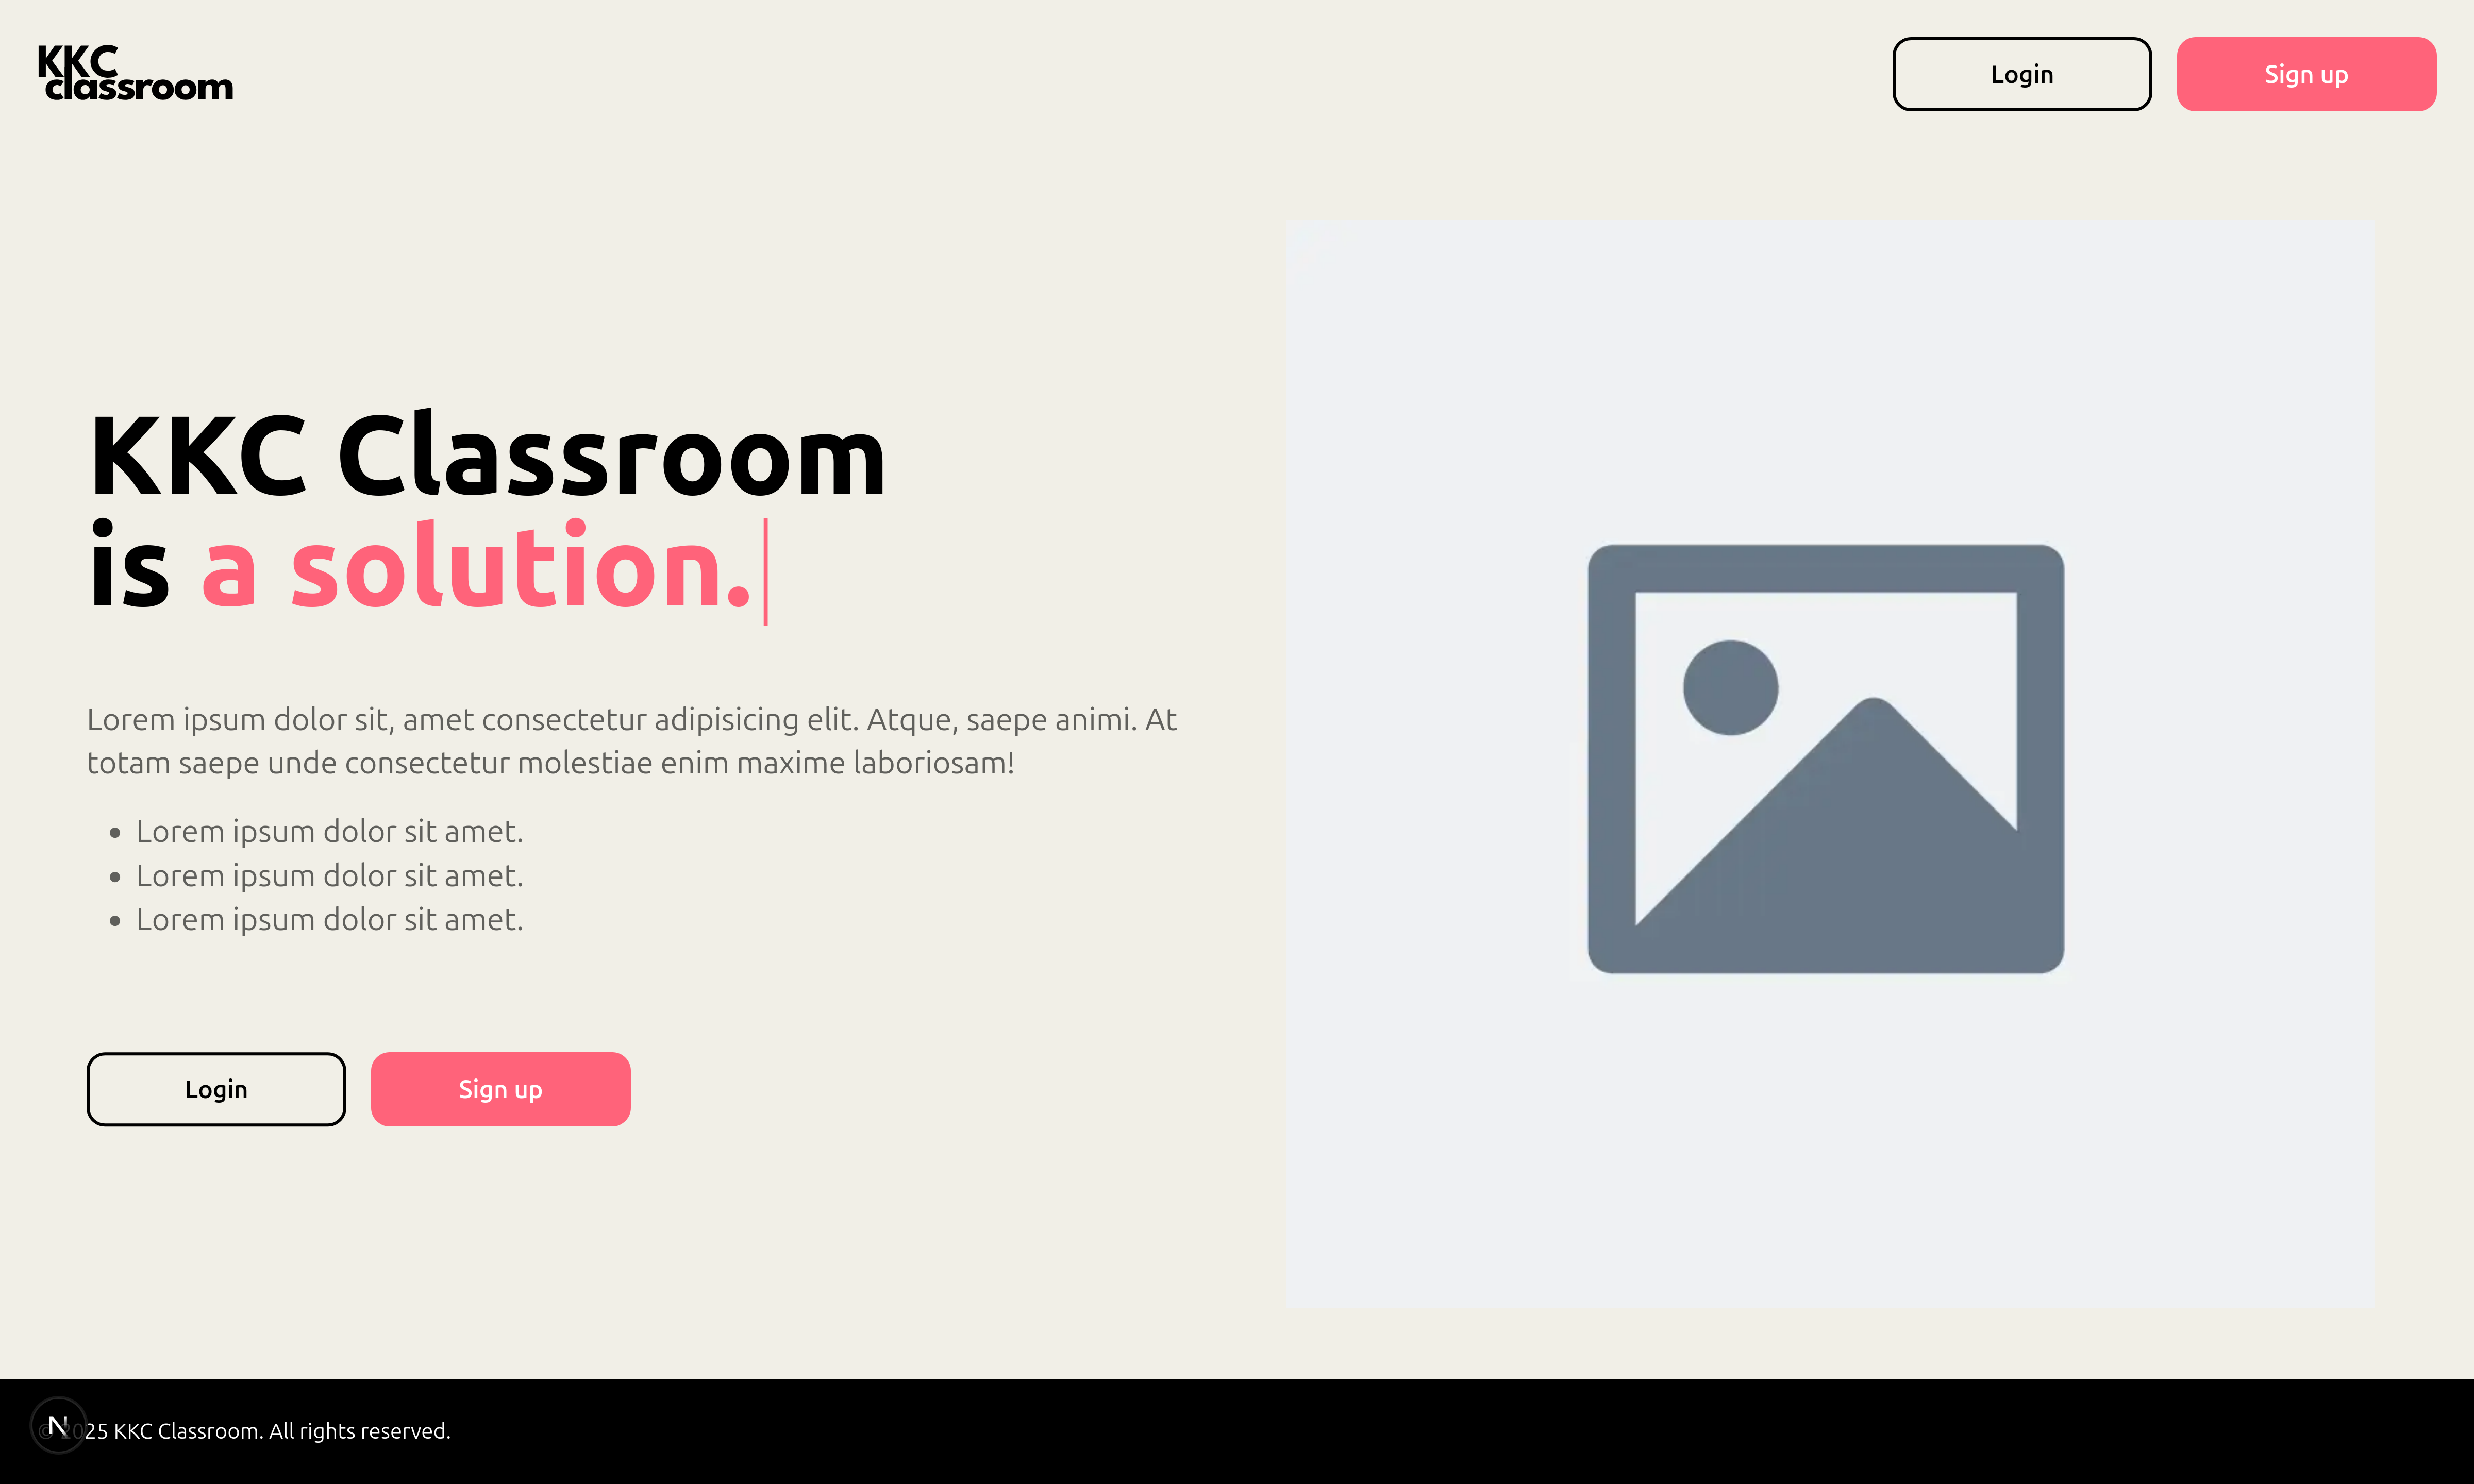 KKC
classroom
Login
Sign up
KKC Classroom
is a solution.
Lorem ipsum dolor sit, amet consectetur adipisicing elit. Atque, saepe animi. At
totam saepe unde consectetur molestiae enim maxime laboriosam!
Lorem ipsum dolor sit amet.
Lorem ipsum dolor sit amet.
Lorem ipsum dolor sit amet.
Login
Sign up
N
© 2025 KKC Classroom. All rights reserved.